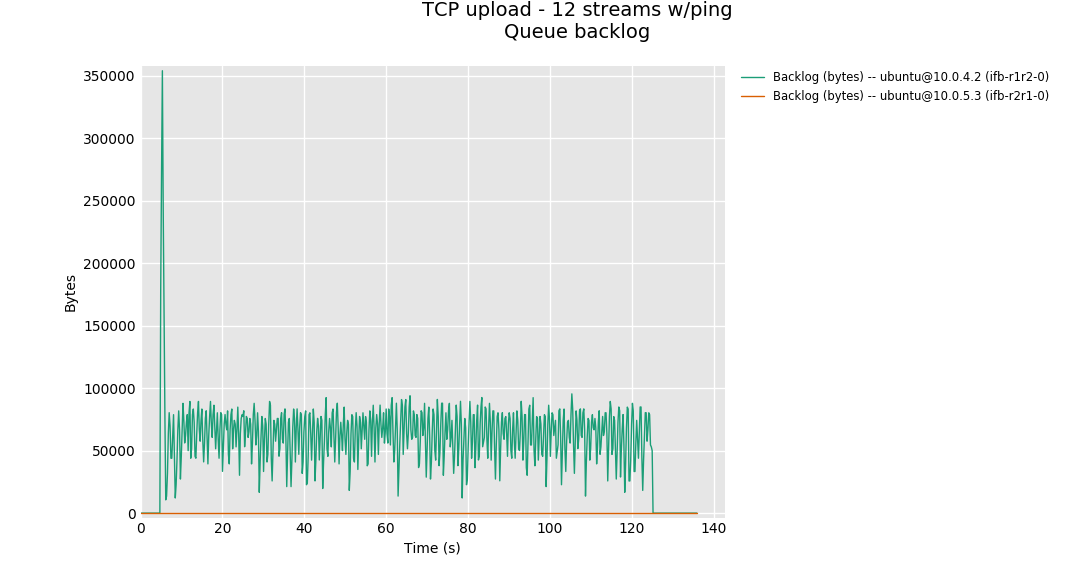 TCP upload - 12 streams w/ping
Queue backlog
Backlog (bytes) -- ubuntu@10.0.4.2 (ifb-r1r2-0)
Backlog (bytes) -- ubuntu@10.0.5.3 (ifb-r2r1-0)
Bytes
350000
300000
250000
200000
150000
100000
50000
0
0 20 40 60 80 100 120 140
Time (s)